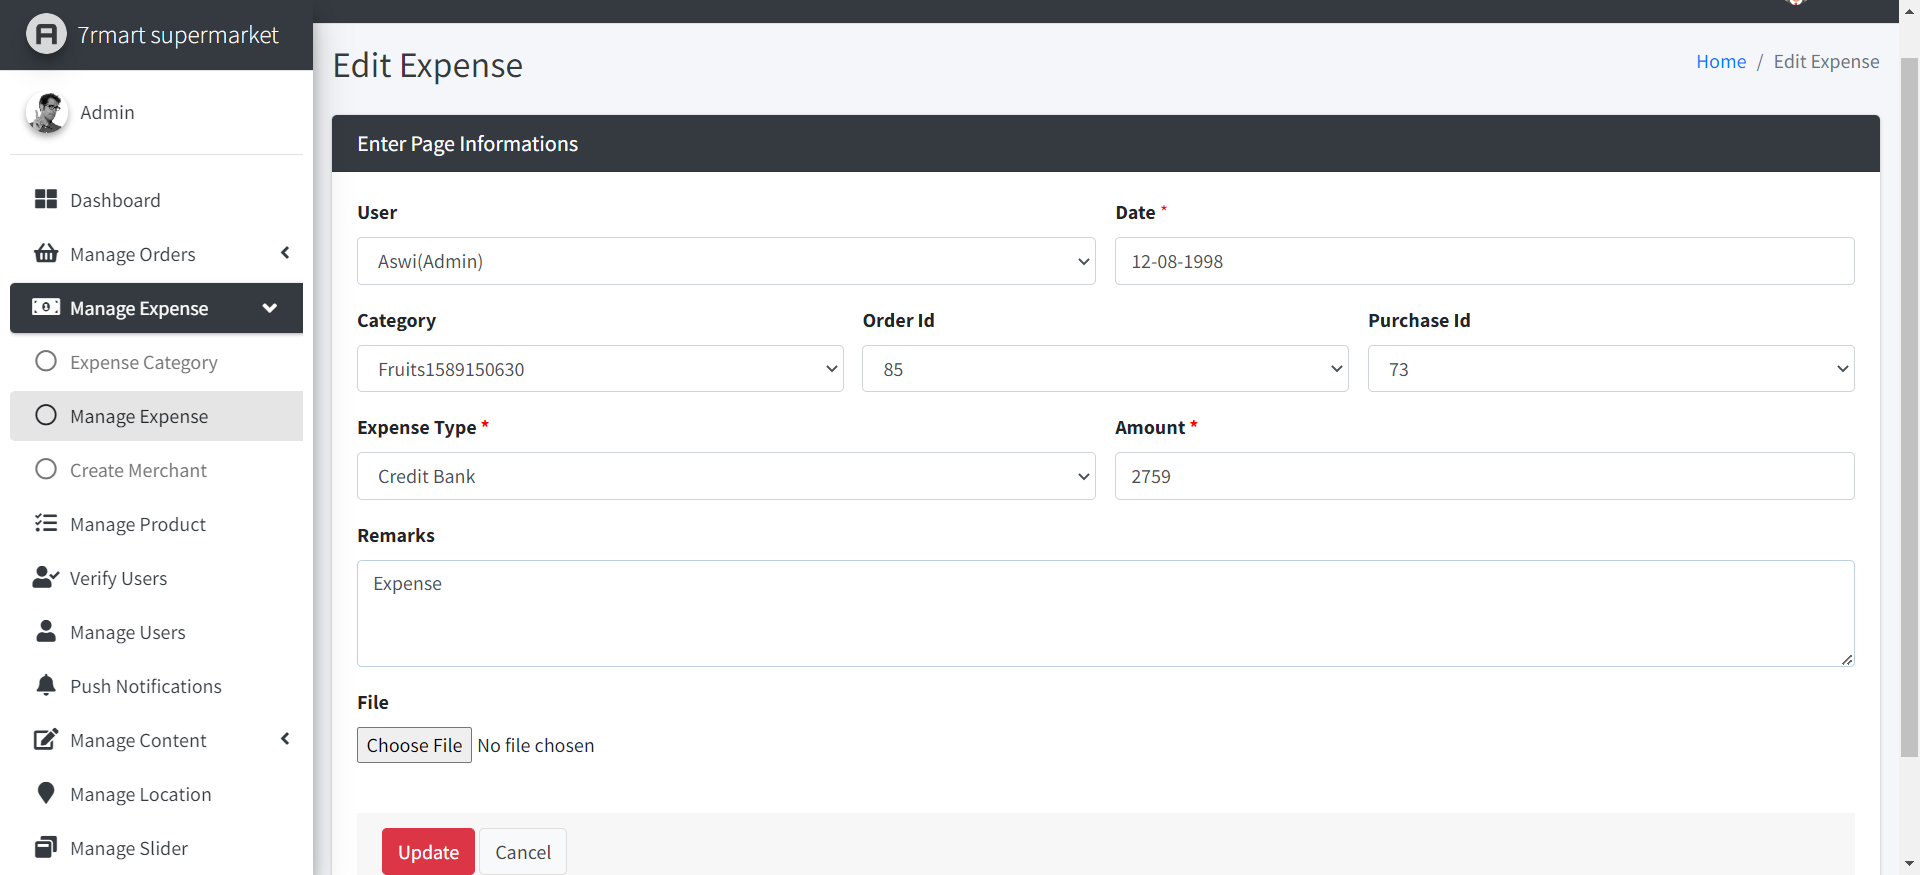 7rmart supermarket
Admin
Dashboard
Manage Orders
Manage Expense
Expense Category
Manage Expense
Create Merchant
Manage Product
Verify Users
Manage Users
Push Notifications
Manage Content
Manage Location
Manage Slider
Edit Expense
Home / Edit Expense
Enter Page Informations
User
Aswi(Admin)
Date *
12-08-1998
Category
Fruits1589150630
Order Id
85
Purchase Id
73
Expense Type *
Credit Bank
Amount *
2759
Remarks
Expense
File
Choose File No file chosen
Update Cancel